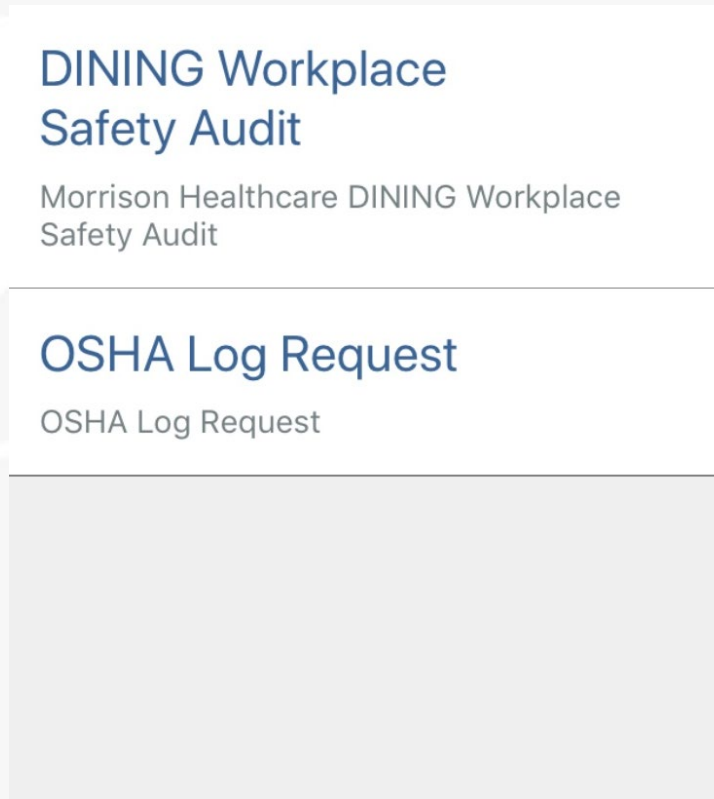 DINING Workplace
Safety Audit
Morrison Healthcare DINING Workplace
Safety Audit
OSHA Log Request
OSHA Log Request